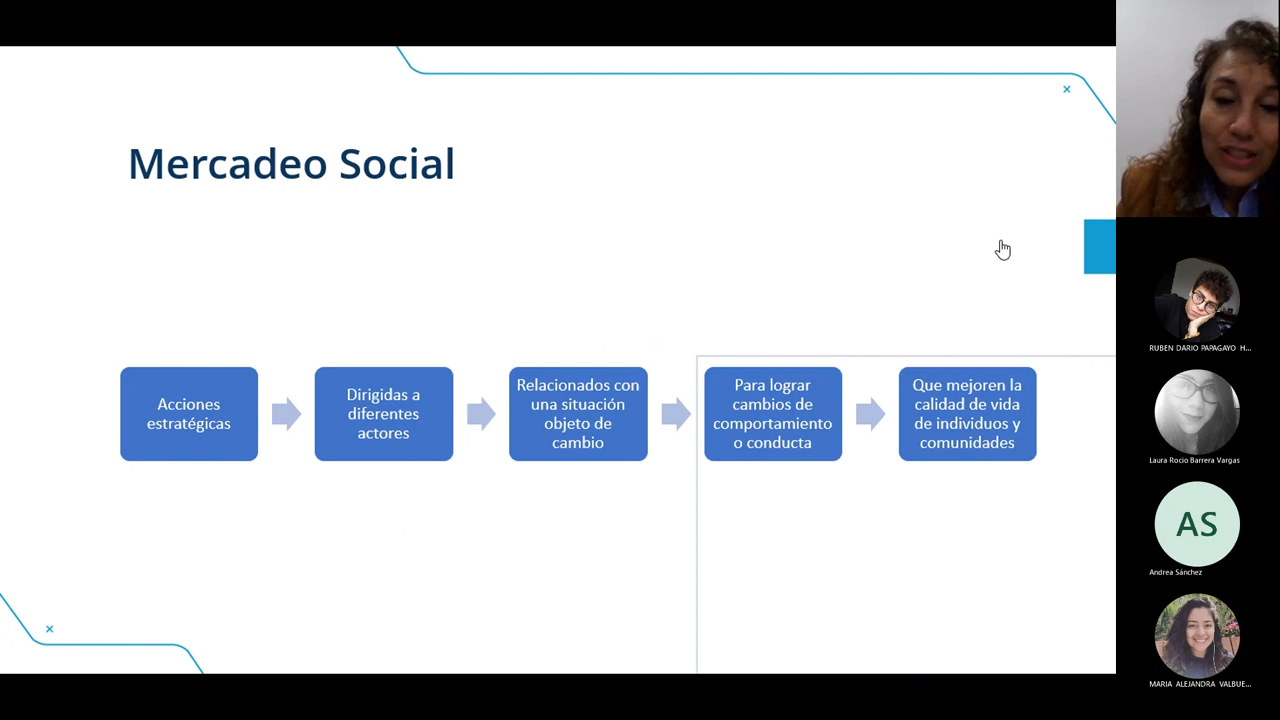 Mercadeo Social
Acciones
estratégicas
Dirigidas a
diferentes
actores
Relacionados con
una situación
objeto de
cambio
Para lograr
cambios de
comportamiento
o conducta
Que mejoren la
calidad de vida
de individuos y
comunidades
RUBEN DARIO PAPAGAYO H...
Laura Rocio Barrera Vargas
AS
Andrea Sánchez
MARIA ALEJANDRA VALBUE...